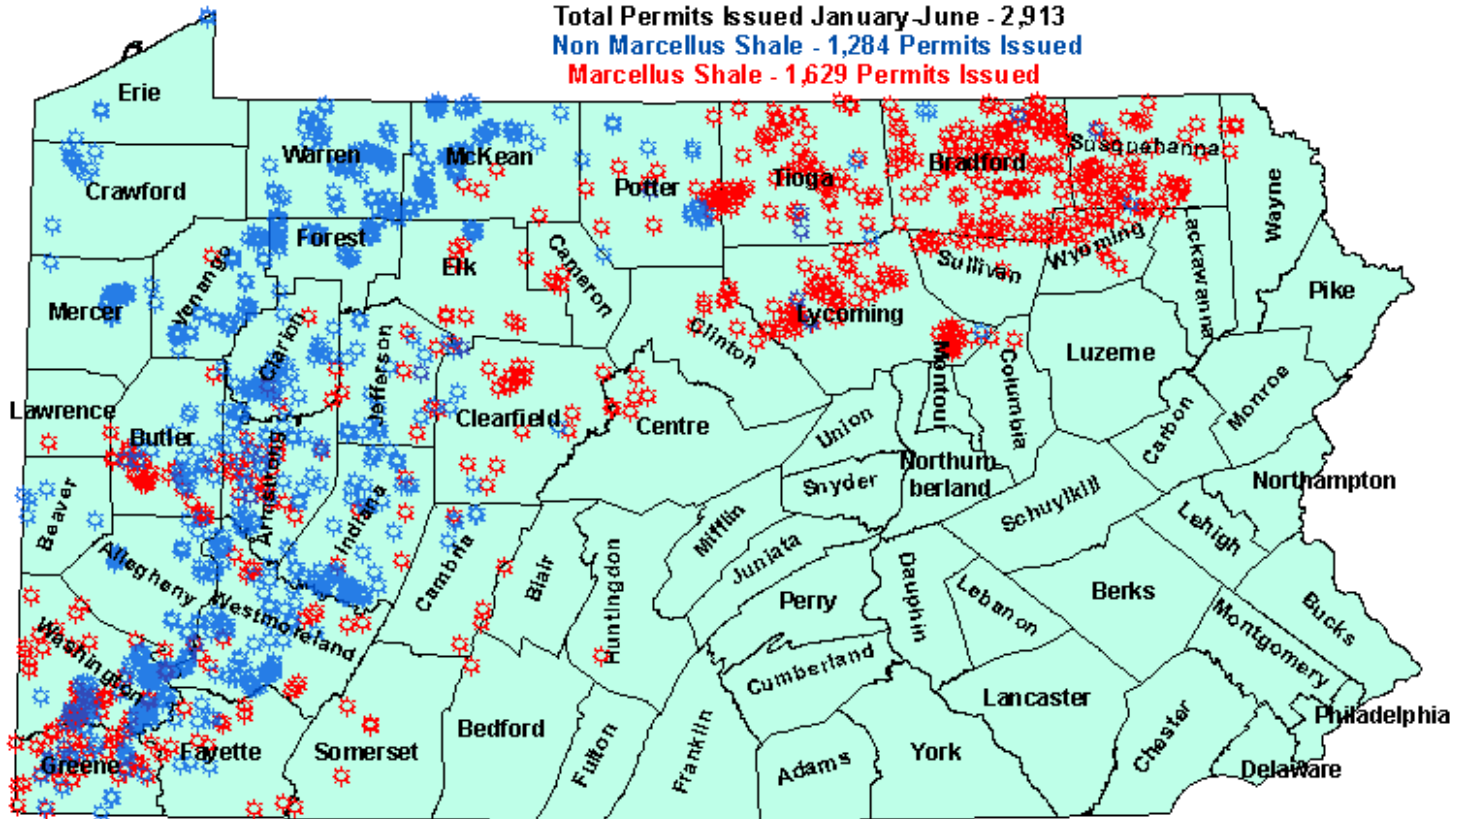 Total Permits Issued January-June - 2,913
Non Marcellus Shale - 1,284 Permits Issued
Marcellus Shale - 1,629 Permits Issued
Erie
Crawford
Warren
McKean
Potter
Tioga
Bradford
Susquehanna
Wayne
Forest
Venango
Mercer
Elk
Cameron
Clinton
Lycoming
Sullivan
Wyoming
ackawanna
Pike
Clarion
Jefferson
Lawrence
Butler
Clearfield
Centre
Union
Montour
Columbia
Luzerne
Carbon
Monroe
Beaver
Armstrong
Indiana
Snyder
Northum
berland
Schuylkill
Northampton
Lehigh
Allegheny
Westmoreland
Cambria
Blair
Huntingdon
Mifflin
Juniata
Perry
Dauphin
Lebanon
Berks
Bucks
Montgomery
Washington
Cumberland
Lancaster
Philadelphia
Greene
Fayette
Somerset
Bedford
Fulton
Franklin
Adams
York
Chester
Delaware